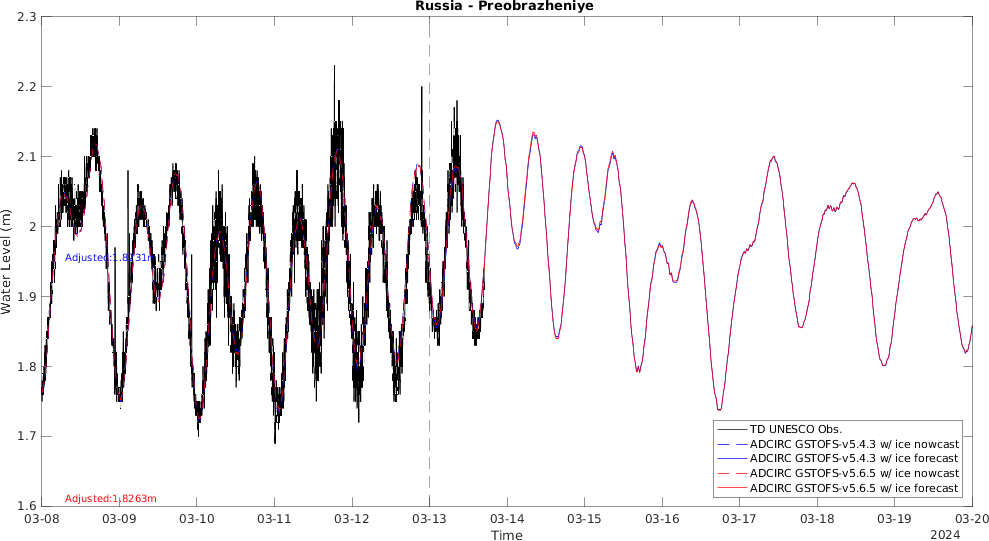 Russia - Preobrazheniye
Water Level (m)
2.3
2.2
2.1
2
1.9
1.8
1.7
1.6
Adjusted:1.8131m
Adjusted:1.8263m
TD UNESCO Obs.
ADCIRC GSTOFS-v5.4.3 w/ ice nowcast
ADCIRC GSTOFS-v5.4.3 w/ ice forecast
ADCIRC GSTOFS-v5.6.5 w/ ice nowcast
ADCIRC GSTOFS-v5.6.5 w/ ice forecast
03-08 03-09 03-10 03-11 03-12 03-13 03-14 03-15 03-16 03-17 03-18 03-19 03-20
Time
2024